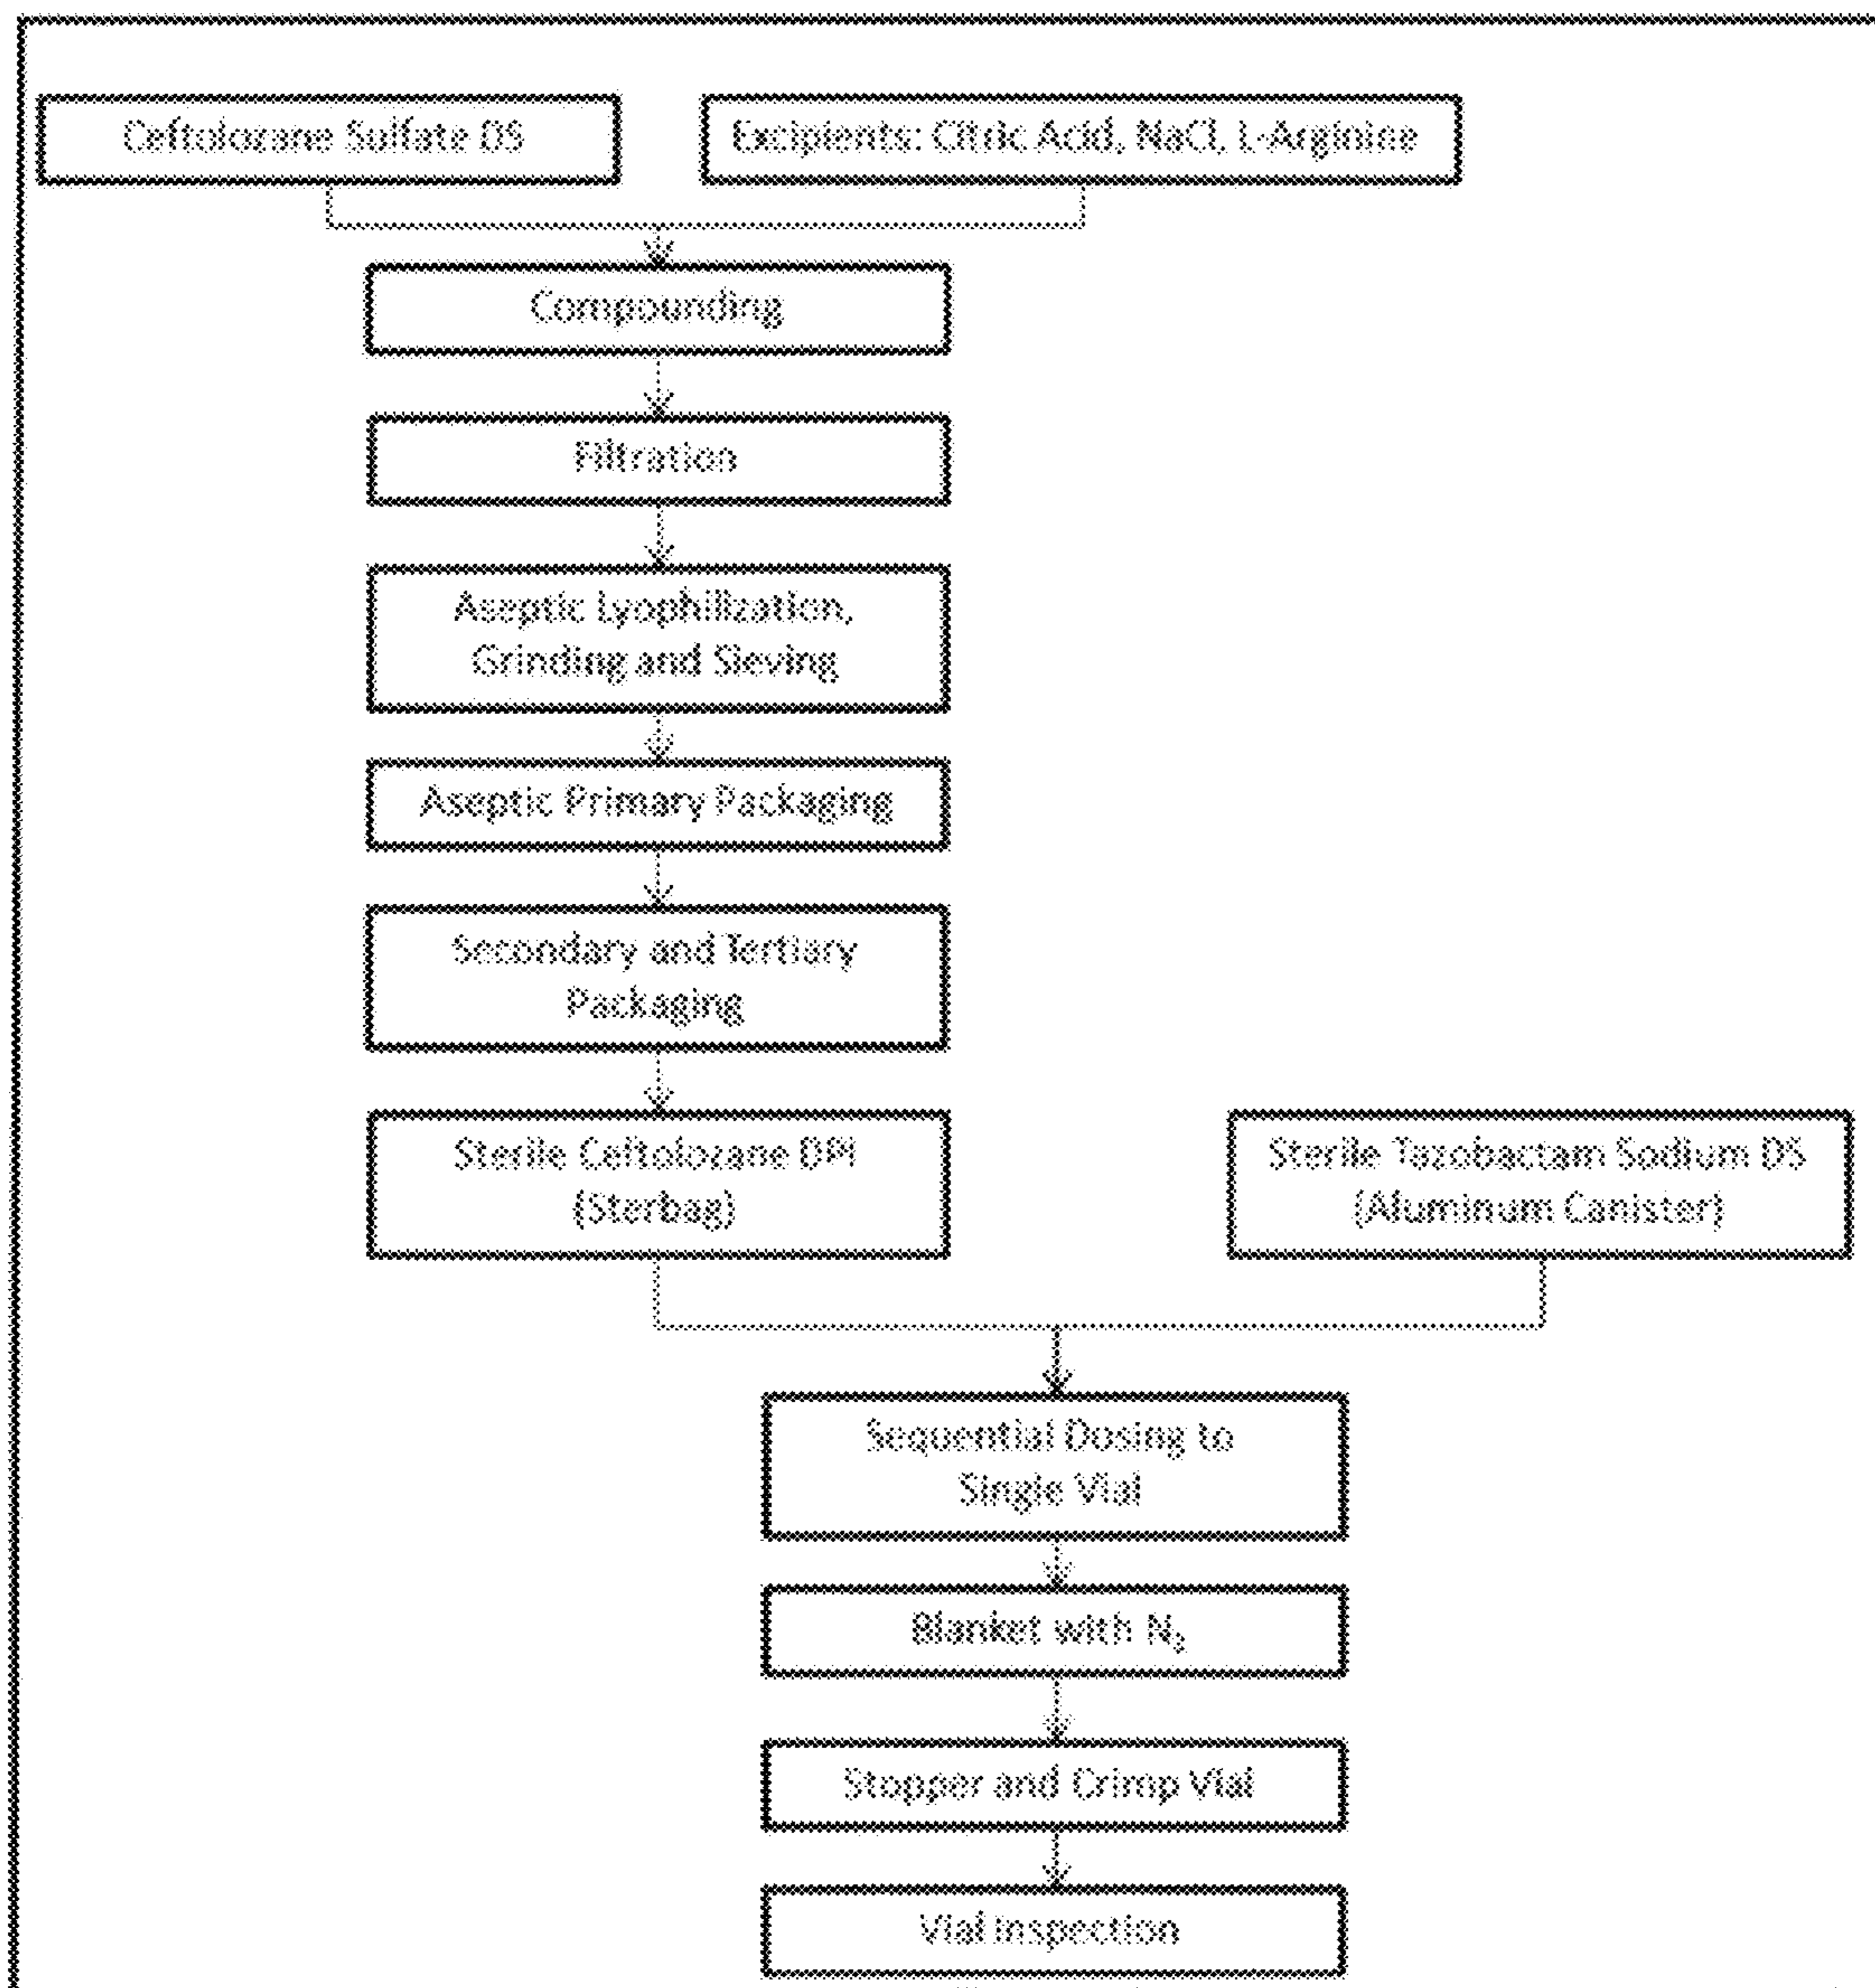 Ceftolozane Sulfate DS
Excipients: Citric Acid, NaCl, L-Arginine
Compounding
Filtration
Aseptic Lyophilization,
Grinding and Sieving
Aseptic Primary Packaging
Secondary and Tertiary
Packaging
Sterile Ceftolozane DPI
(Sterbag)
Sterile Tazobactam Sodium DS
(Aluminum Canister)
Sequential Dosing to
Single Vial
Blanket with N₂
Stopper and Crimp Vial
Vial Inspection